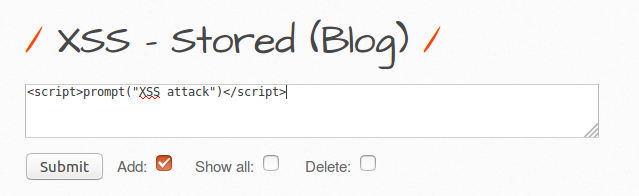 / XSS - Stored (Blog) /
<script>prompt("XSS attack")</script>
Submit Add: Show all: Delete: